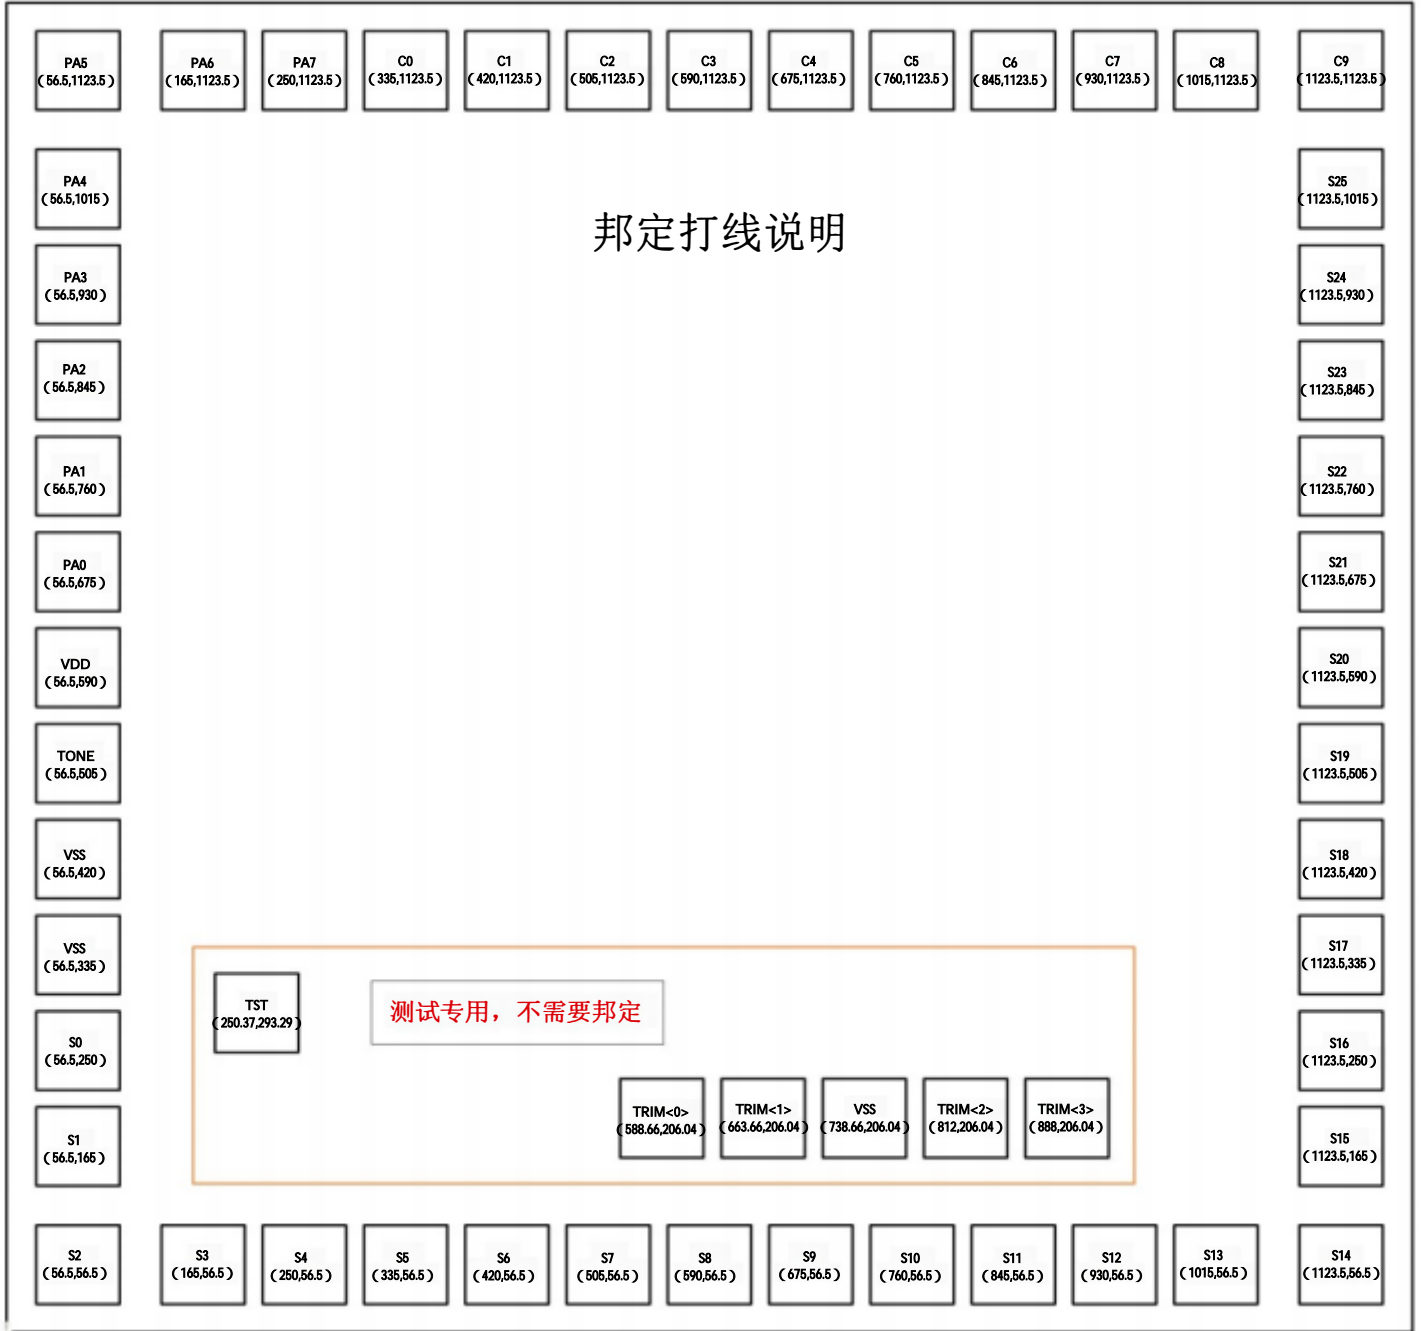 PA5
(56.5,1123.5)
PA6
(165,1123.5)
PA7
(250,1123.5)
C0
(335,1123.5)
C1
(420,1123.5)
C2
(505,1123.5)
C3
(590,1123.5)
C4
(675,1123.5)
C5
(760,1123.5)
C6
(845,1123.5)
C7
(930,1123.5)
C8
(1015,1123.5)
C9
(1123.5,1123.5)
PA4
(56.5,1015)
S25
(1123.5,1015)
邦定打线说明
PA3
(56.5,930)
S24
(1123.5,930)
PA2
(56.5,845)
S23
(1123.5,845)
PA1
(56.5,760)
S22
(1123.5,760)
PA0
(56.5,675)
S21
(1123.5,675)
VDD
(56.5,590)
S20
(1123.5,590)
TONE
(56.5,505)
S19
(1123.5,505)
VSS
(56.5,420)
S18
(1123.5,420)
VSS
(56.5,335)
S17
(1123.5,335)
TST
(250.37,293.29)
测试专用，不需要邦定
S0
(56.5,250)
S16
(1123.5,250)
TRIM<0>
(588.66,206.04)
TRIM<1>
(663.66,206.04)
VSS
(738.66,206.04)
TRIM<2>
(812,206.04)
TRIM<3>
(888,206.04)
S1
(56.5,165)
S15
(1123.5,165)
S2
(56.5,56.5)
S3
(165,56.5)
S4
(250,56.5)
S5
(335,56.5)
S6
(420,56.5)
S7
(505,56.5)
S8
(590,56.5)
S9
(675,56.5)
S10
(760,56.5)
S11
(845,56.5)
S12
(930,56.5)
S13
(1015,56.5)
S14
(1123.5,56.5)